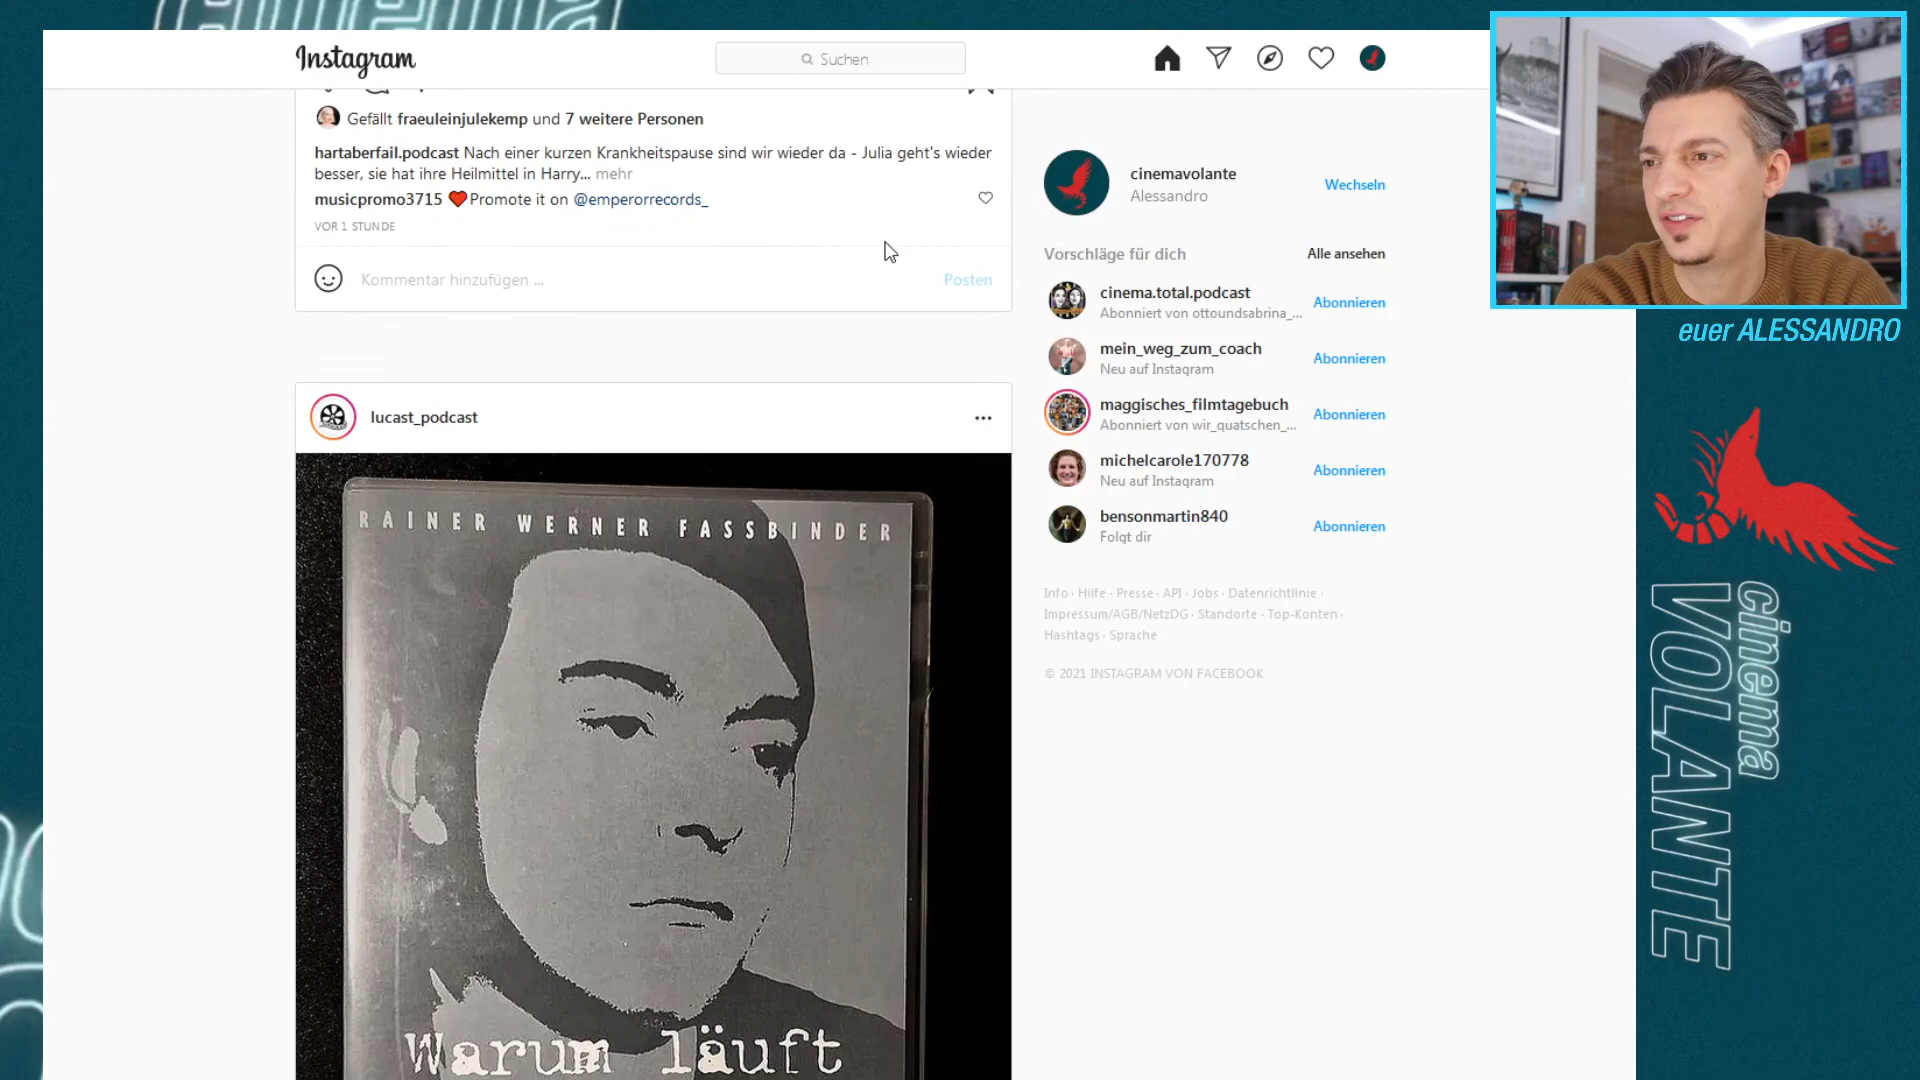 Instagram
Suchen
Gefällt fraeuleinjulekemp und 7 weitere Personen
hartaberfail.podcast Nach einer kurzen Krankheitspause sind wir wieder da - Julia geht's wieder
besser, sie hat ihre Heilmittel in Harry... mehr
musicpromo3715 ❤️Promote it on @emperorrecords_
VOR 1 STUNDE
Kommentar hinzufügen ...
Posten
lucast_podcast
RAINER WERNER FASSBINDER
Warum läuft
cinemavolante
Alessandro
Wechseln
Vorschläge für dich
Alle ansehen
cinema.total.podcast
Abonniert von ottoundsabrina_...
Abonnieren
mein_weg_zum_coach
Neu auf Instagram
Abonnieren
maggisches_filmtagebuch
Abonniert von wir_quatschen_...
Abonnieren
michelcarole170778
Neu auf Instagram
Abonnieren
bensonmartin840
Folgt dir
Abonnieren
Info · Hilfe · Presse · API · Jobs · Datenrichtlinie ·
Impressum/AGB/NetzDG · Standorte · Top-Konten ·
Hashtags · Sprache
© 2021 INSTAGRAM VON FACEBOOK
euer ALESSANDRO
cinema
VOLANTE